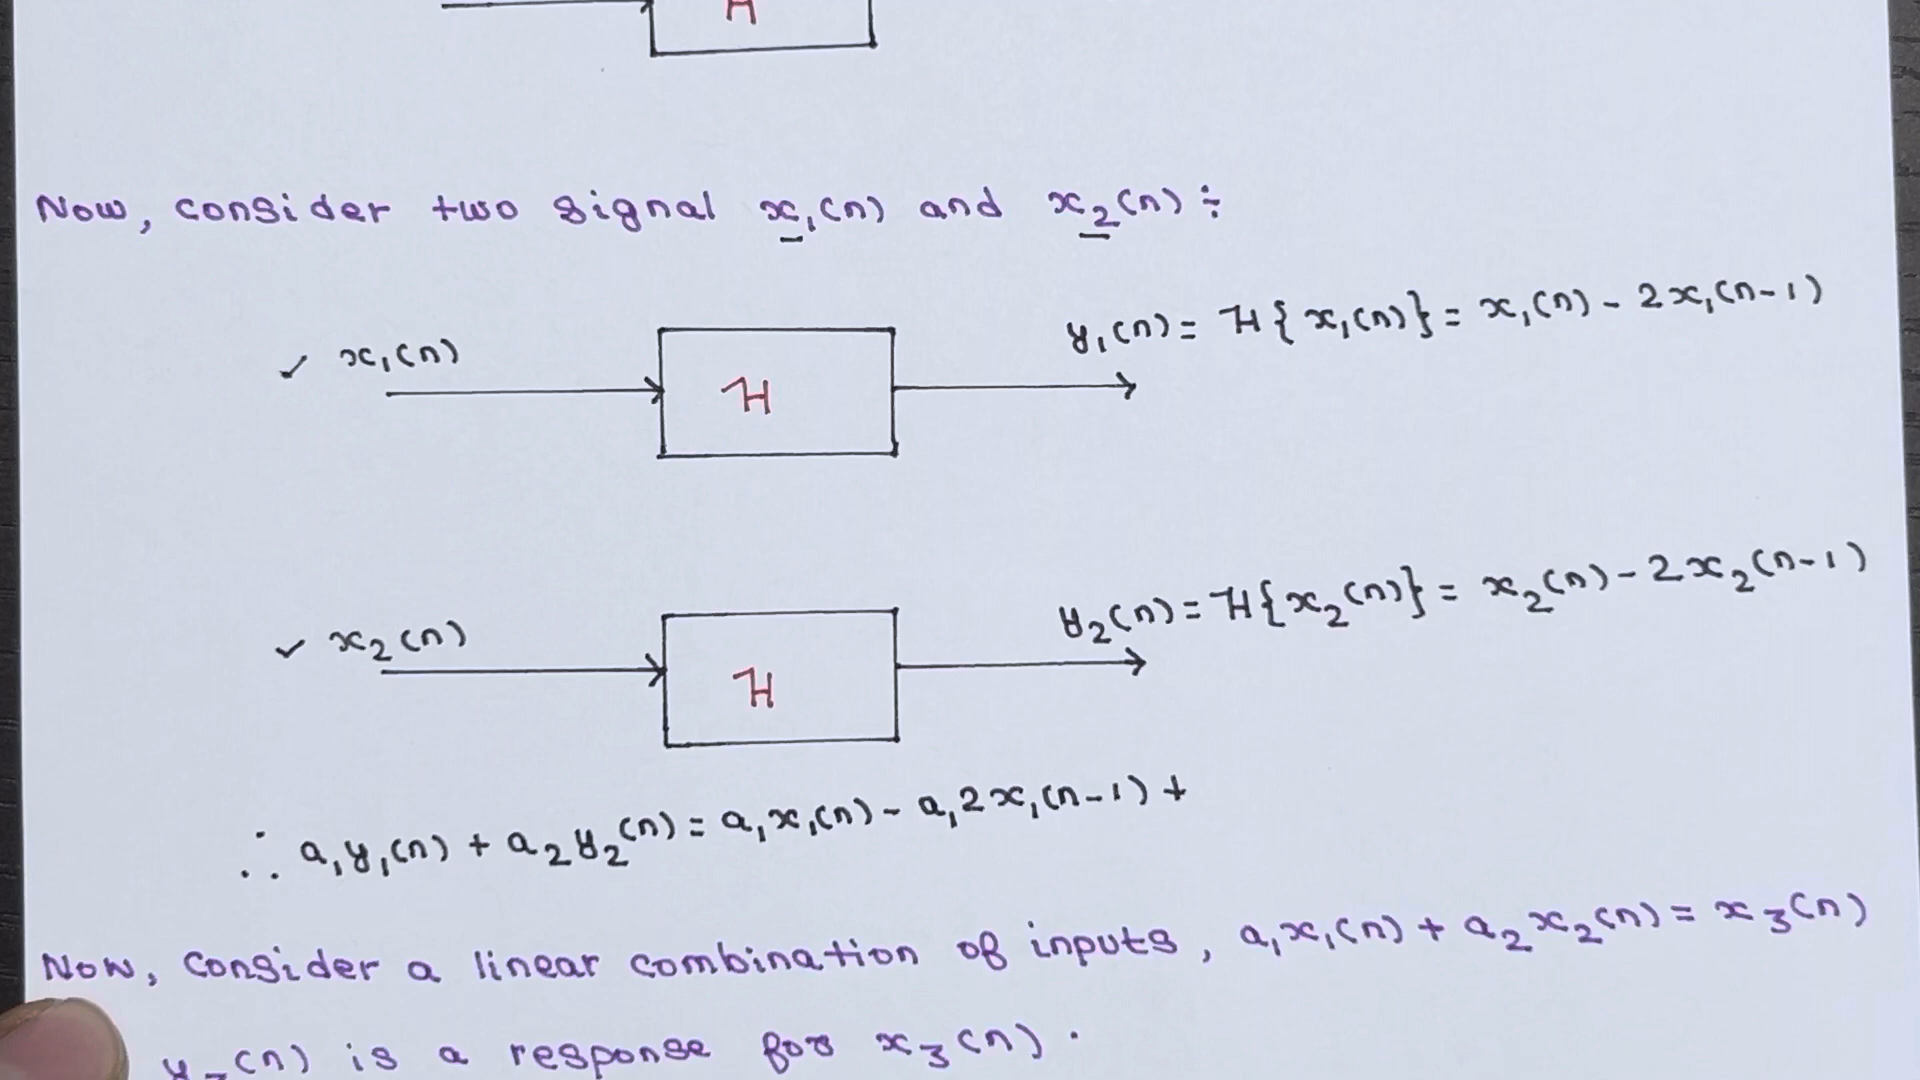 H
Now, consider two signal x₁(n) and x₂(n) ÷
x₁(n)
H
y₁(n) = H{x₁(n)} = x₁(n) - 2x₁(n-1)
x₂(n)
H
y₂(n) = H{x₂(n)} = x₂(n) - 2x₂(n-1)
∴ a₁y₁(n) + a₂y₂(n) = a₁x₁(n) - a₁2x₁(n-1) +
Now, consider a linear combination of inputs, a₁x₁(n) + a₂x₂(n) = x₃(n)
y₃(n) is a response for x₃(n).